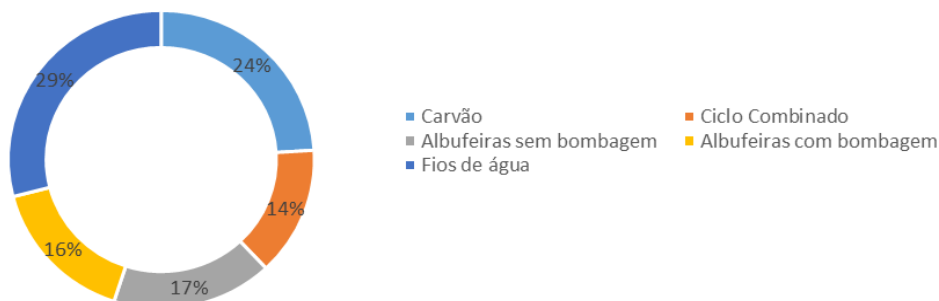 29%
24%
14%
16%
17%
Carvão
Ciclo Combinado
Albufeiras sem bombagem
Albufeiras com bombagem
Fios de água